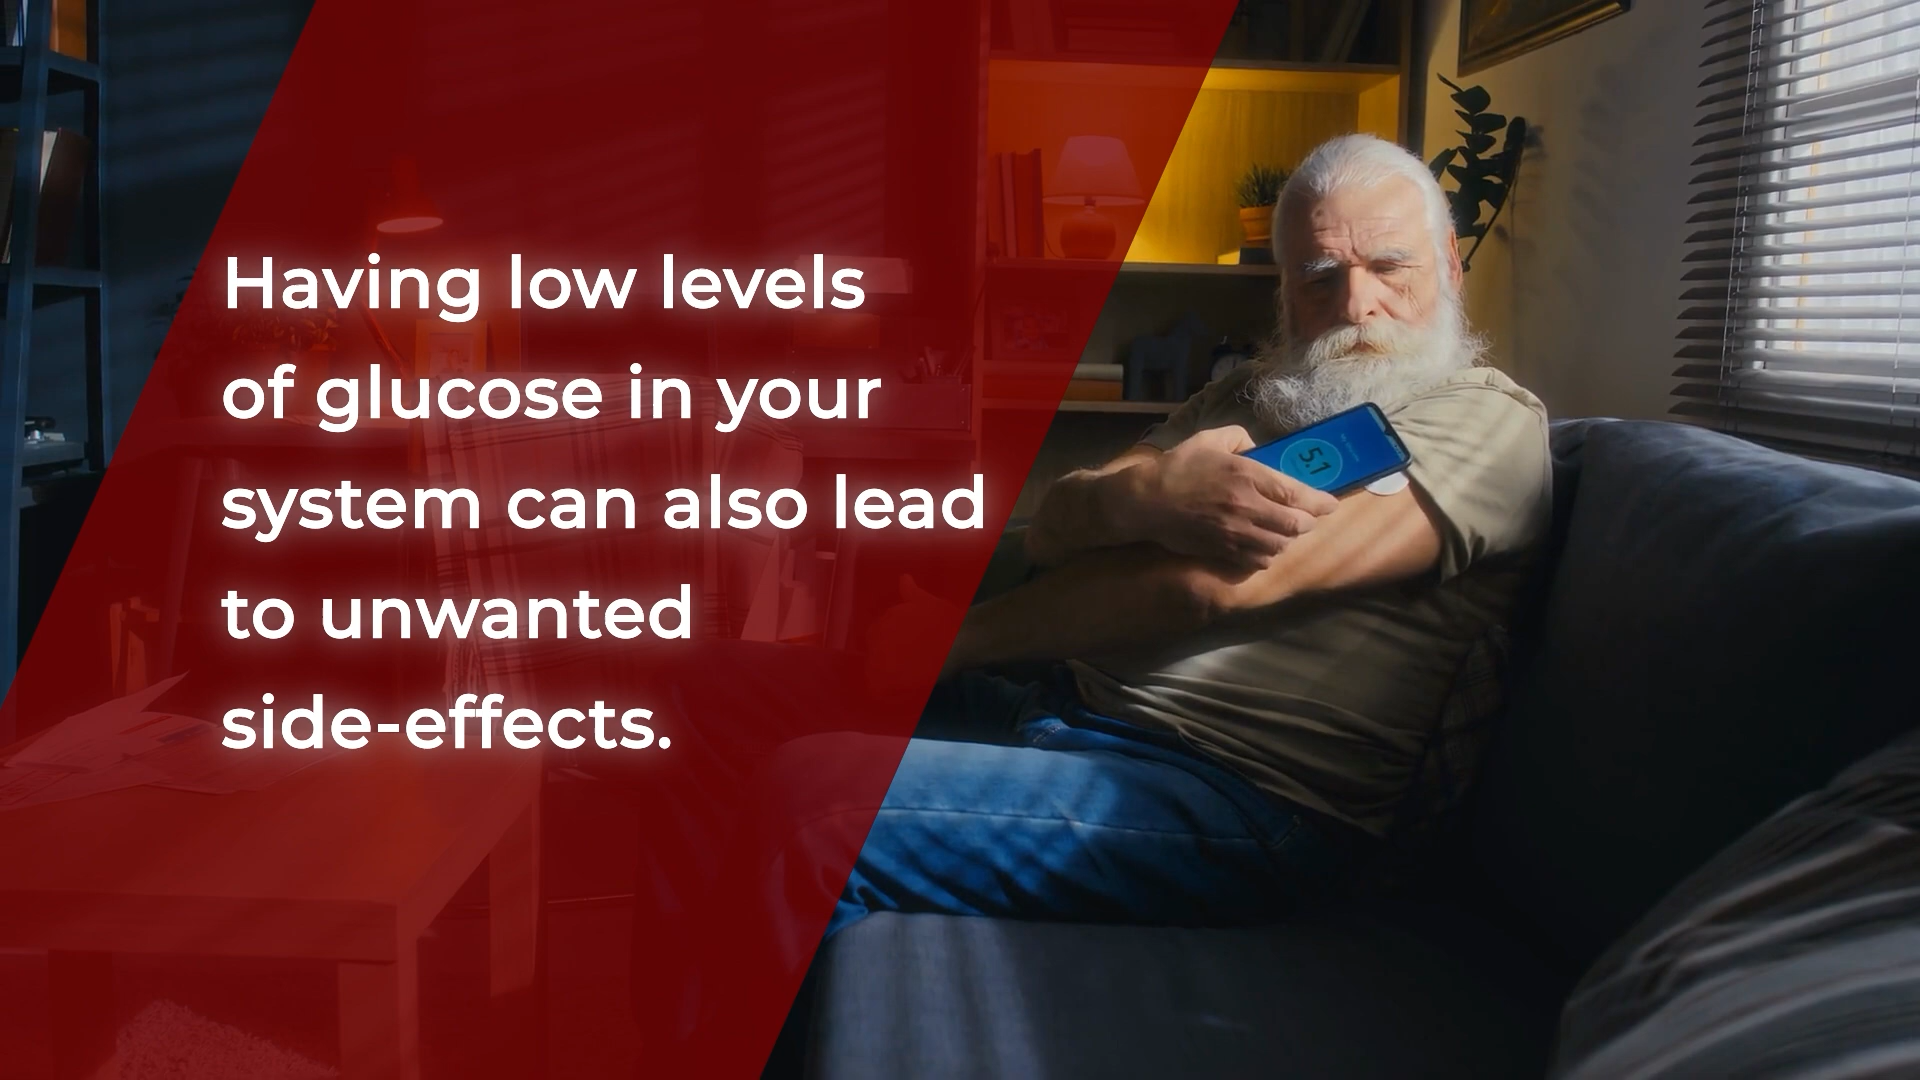 Having low levels
of glucose in your
system can also lead
to unwanted
side-effects.
5.1